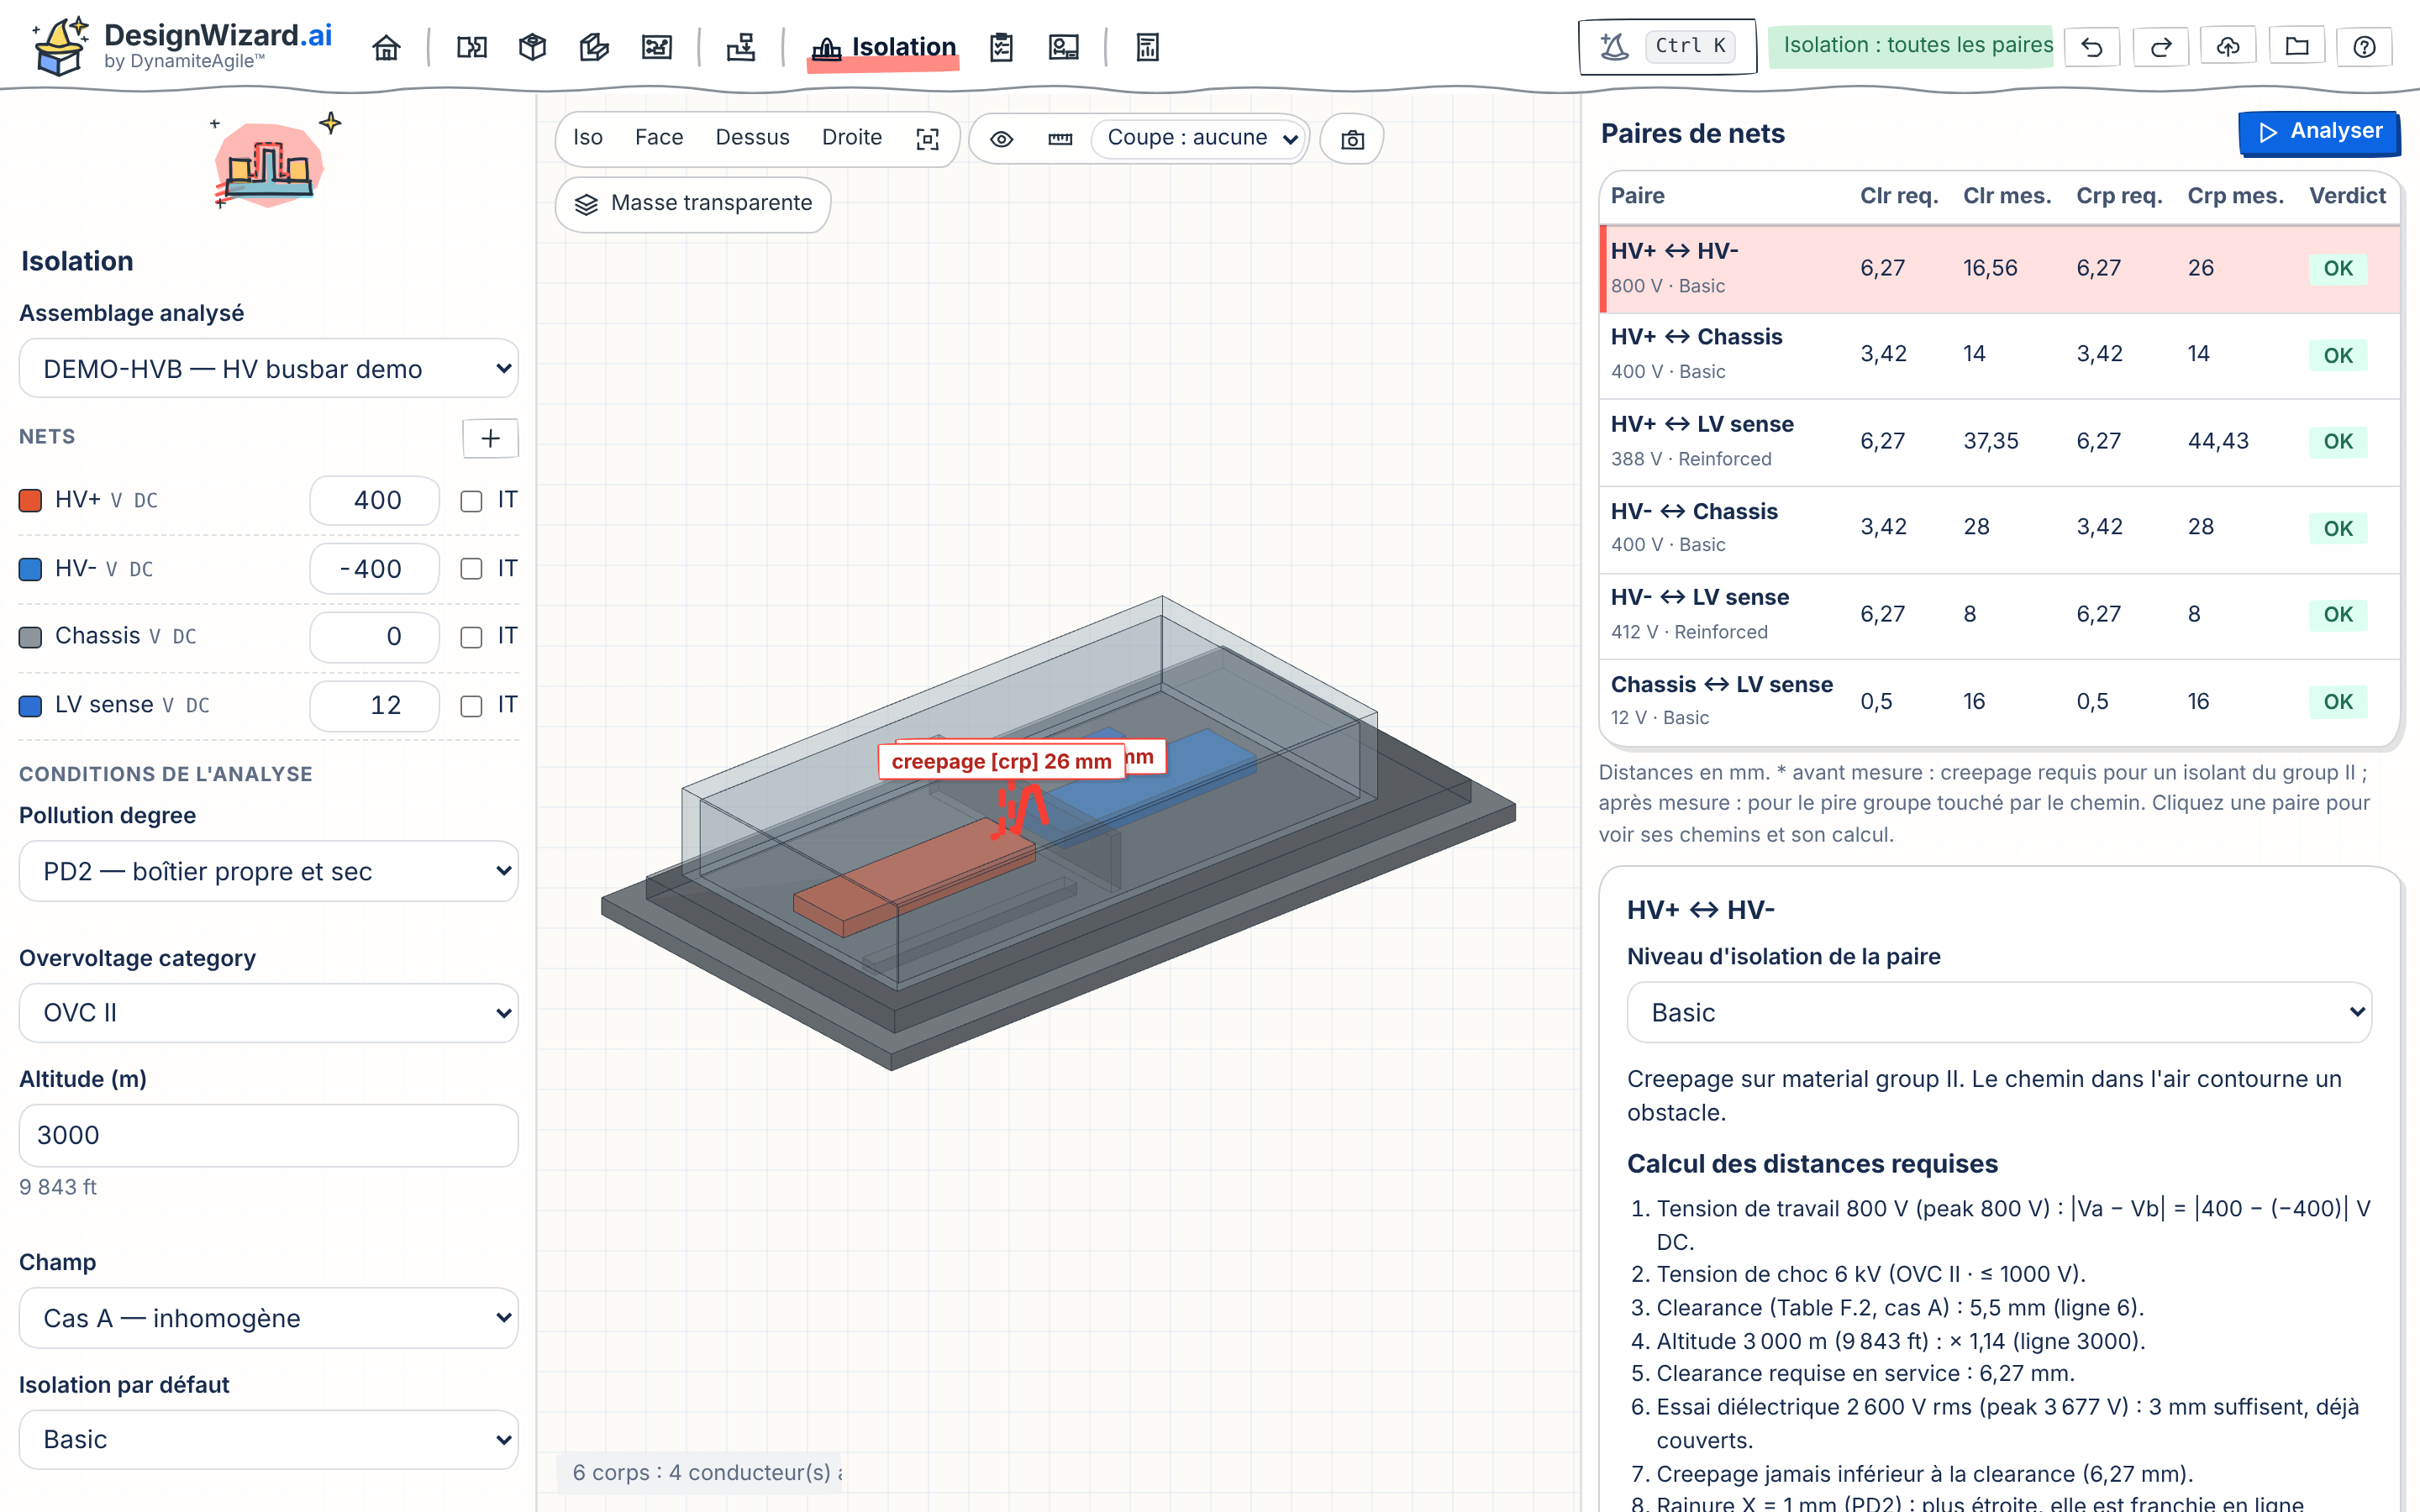 DesignWizard.ai
by DynamiteAgile™
Isolation
Ctrl K
Isolation : toutes les paires
Isolation
Assemblage analysé
DEMO-HVB — HV busbar demo
NETS
HV+ V DC 400 IT
HV- V DC -400 IT
Chassis V DC 0 IT
LV sense V DC 12 IT
CONDITIONS DE L'ANALYSE
Pollution degree
PD2 — boîtier propre et sec
Overvoltage category
OVC II
Altitude (m)
3000
9 843 ft
Champ
Cas A — inhomogène
Isolation par défaut
Basic
Iso Face Dessus Droite
Coupe : aucune
Masse transparente
creepage [crp] 26 mm
mm
6 corps : 4 conducteur(s)
Paires de nets
Analyser
Paire Clr req. Clr mes. Crp req. Crp mes. Verdict
HV+ ↔ HV- 6,27 16,56 6,27 26 OK
800 V · Basic
HV+ ↔ Chassis 3,42 14 3,42 14 OK
400 V · Basic
HV+ ↔ LV sense 6,27 37,35 6,27 44,43 OK
388 V · Reinforced
HV- ↔ Chassis 3,42 28 3,42 28 OK
400 V · Basic
HV- ↔ LV sense 6,27 8 6,27 8 OK
412 V · Reinforced
Chassis ↔ LV sense 0,5 16 0,5 16 OK
12 V · Basic
Distances en mm. * avant mesure : creepage requis pour un isolant du group II ;
après mesure : pour le pire groupe touché par le chemin. Cliquez une paire pour
voir ses chemins et son calcul.
HV+ ↔ HV-
Niveau d'isolation de la paire
Basic
Creepage sur material group II. Le chemin dans l'air contourne un
obstacle.
Calcul des distances requises
1. Tension de travail 800 V (peak 800 V) : |Va − Vb| = |400 − (−400)| V
DC.
2. Tension de choc 6 kV (OVC II · ≤ 1000 V).
3. Clearance (Table F.2, cas A) : 5,5 mm (ligne 6).
4. Altitude 3 000 m (9 843 ft) : × 1,14 (ligne 3000).
5. Clearance requise en service : 6,27 mm.
6. Essai diélectrique 2 600 V rms (peak 3 677 V) : 3 mm suffisent, déjà
couverts.
7. Creepage jamais inférieur à la clearance (6,27 mm).
8. Rainure X = 1 mm (PD2) : plus étroite, elle est franchie en ligne